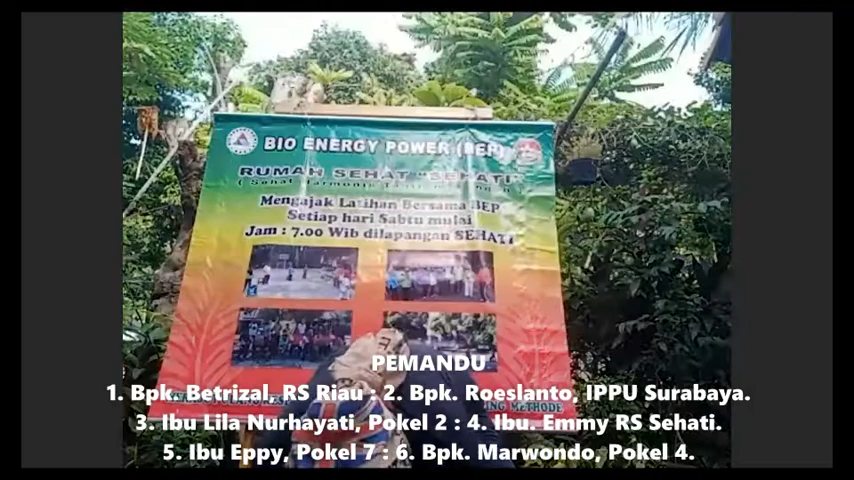 BIO ENERGY POWER (BEP)
RUMAH SEHAT "SEHATI"
Mengajak Latihan Bersama BEP
Setiap hari Sabtu mulai
Jam : 7.00 Wib dilapangan SEHATI
METHODE
PEMANDU
1. Bpk. Betrizal, RS Riau : 2. Bpk. Roeslanto, IPPU Surabaya.
3. Ibu Lila Nurhayati, Pokel 2 : 4. Ibu. Emmy RS Sehati.
5. Ibu Eppy, Pokel 7 : 6. Bpk. Marwondo, Pokel 4.